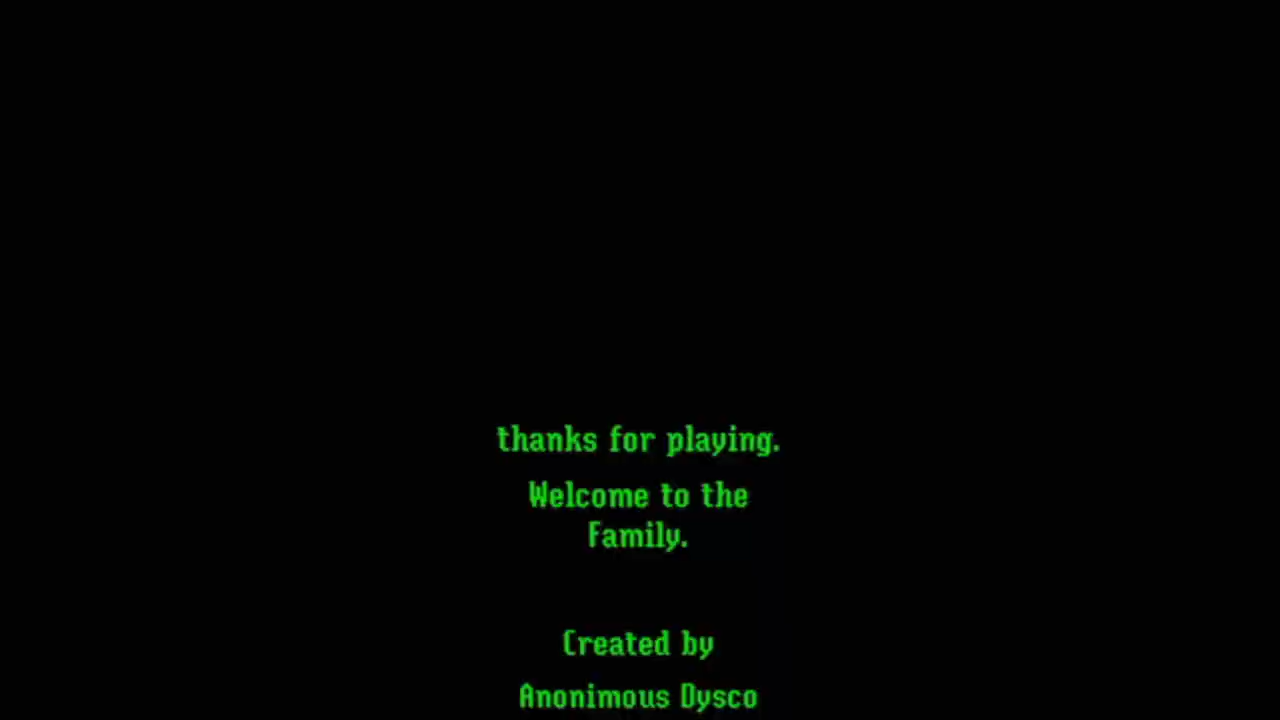 thanks for playing.
Welcome to the
Family.
Created by
Anonimous Dysco